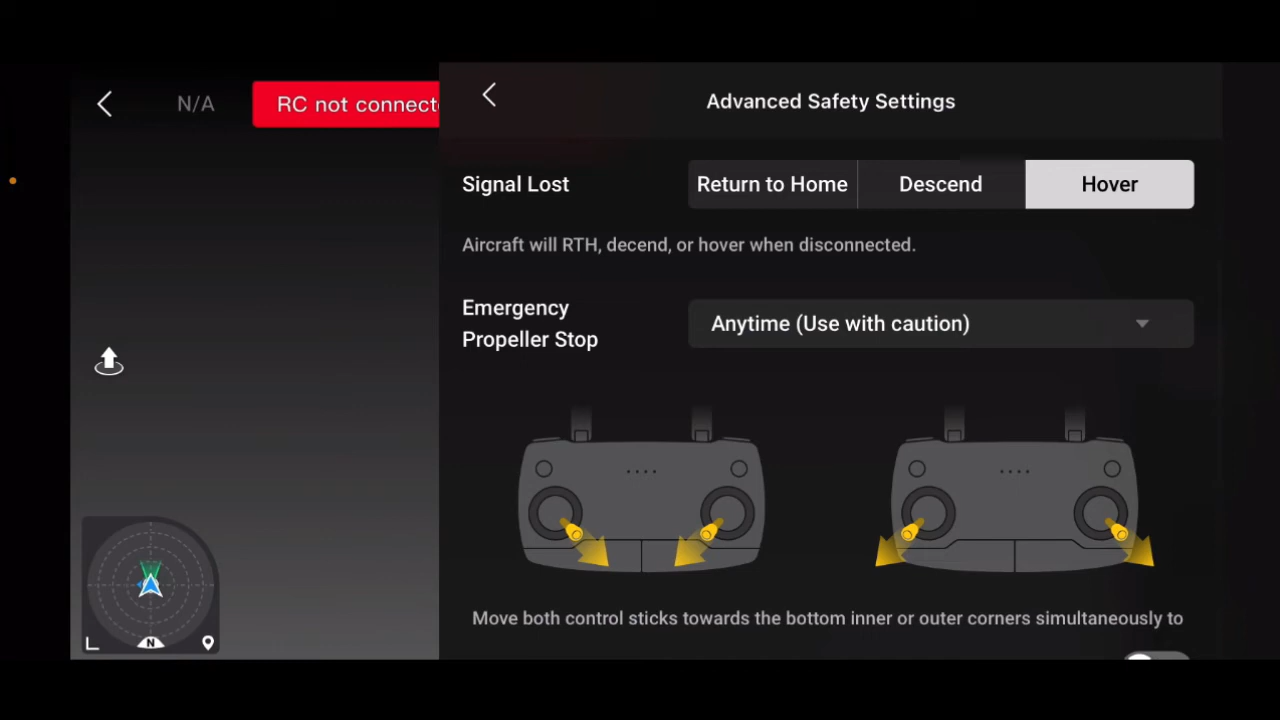 N/A
RC not connect
Advanced Safety Settings
Signal Lost
Return to Home
Descend
Hover
Aircraft will RTH, decend, or hover when disconnected.
Emergency
Propeller Stop
Anytime (Use with caution)
Move both control sticks towards the bottom inner or outer corners simultaneously to
L
N